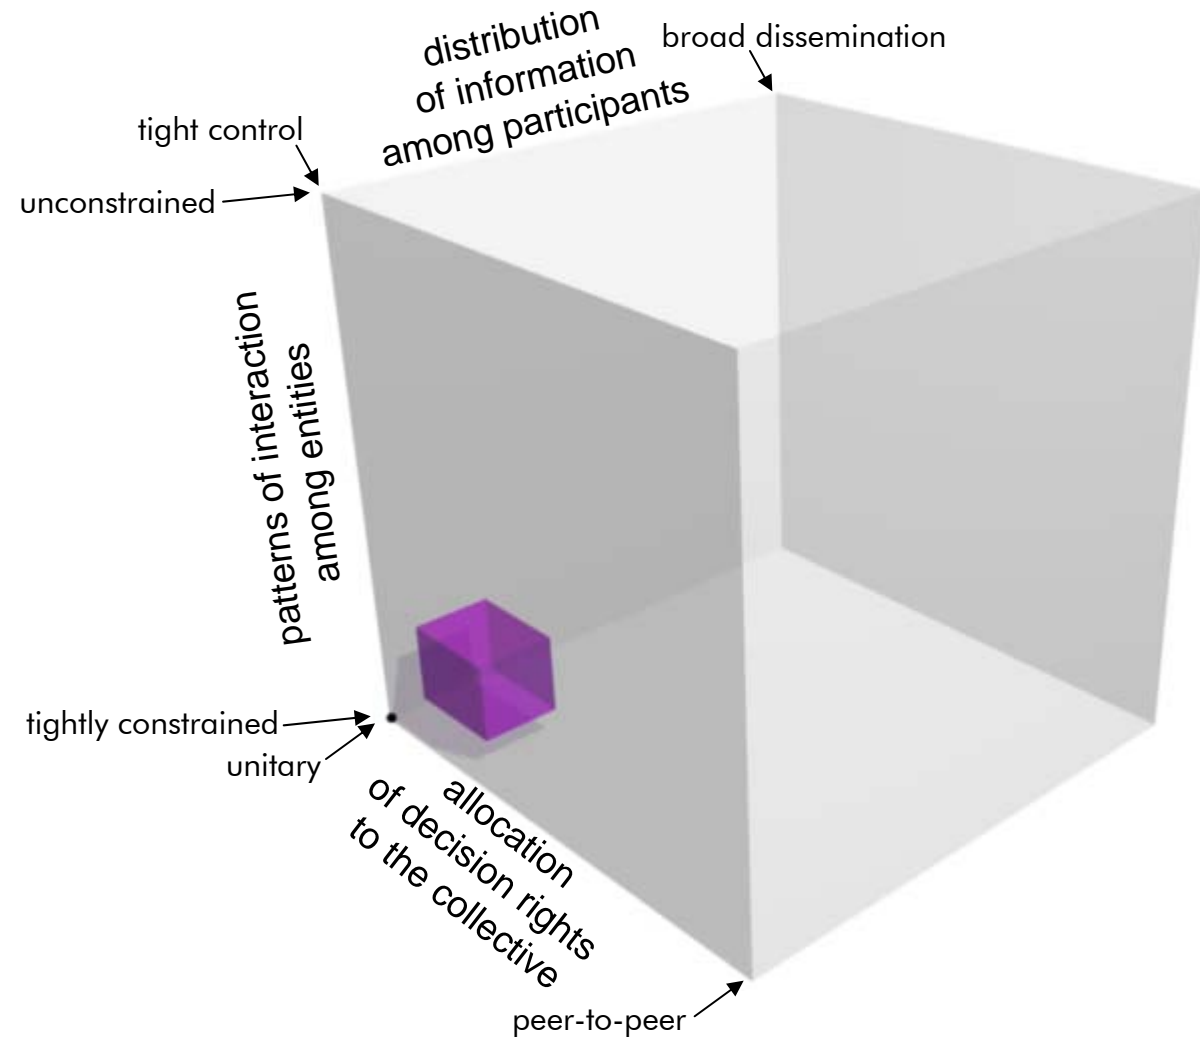 distribution
of information
among participants
broad dissemination
tight control
unconstrained
patterns of interaction
among entities
tightly constrained
unitary
allocation
of decision rights
to the collective
peer-to-peer